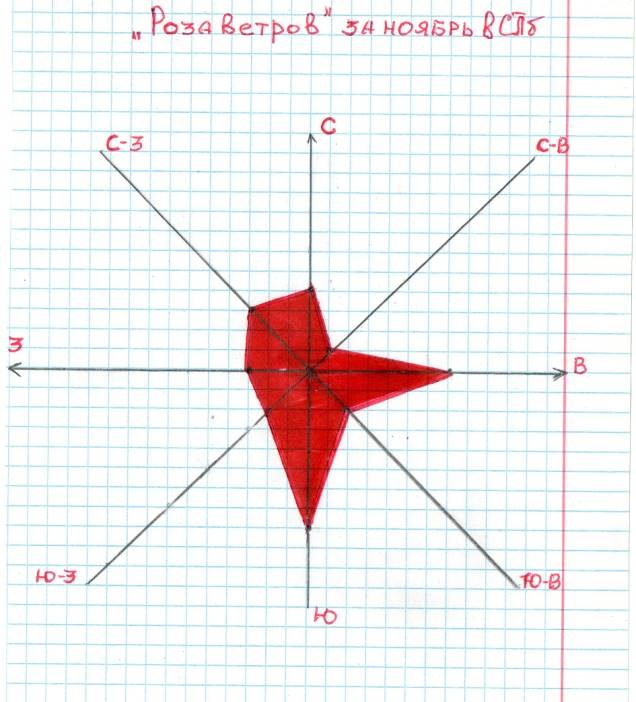 „Роза ветров" за ноябрь в СПб
С
С-З
С-В
З
В
Ю-З
Ю-В
Ю